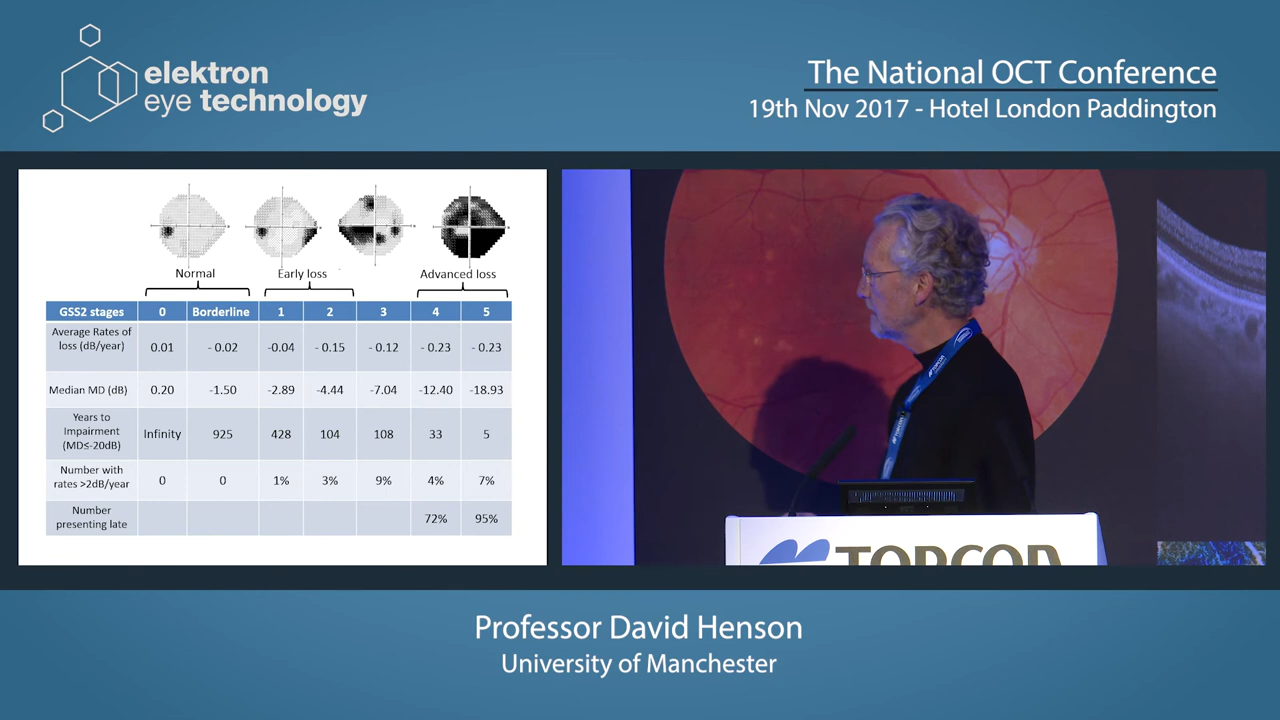 elektron
eye technology
The National OCT Conference
19th Nov 2017 - Hotel London Paddington
Normal
Early loss
Advanced loss
GSS2 stages 0 Borderline 1 2 3 4 5
Average Rates of
loss (dB/year) 0.01 - 0.02 -0.04 - 0.15 - 0.12 - 0.23 - 0.23
Median MD (dB) 0.20 -1.50 -2.89 -4.44 -7.04 -12.40 -18.93
Years to
Impairment
(MD≤-20dB) Infinity 925 428 104 108 33 5
Number with
rates >2dB/year 0 0 1% 3% 9% 4% 7%
Number
presenting late 72% 95%
TOPCON
TOPCON
Professor David Henson
University of Manchester